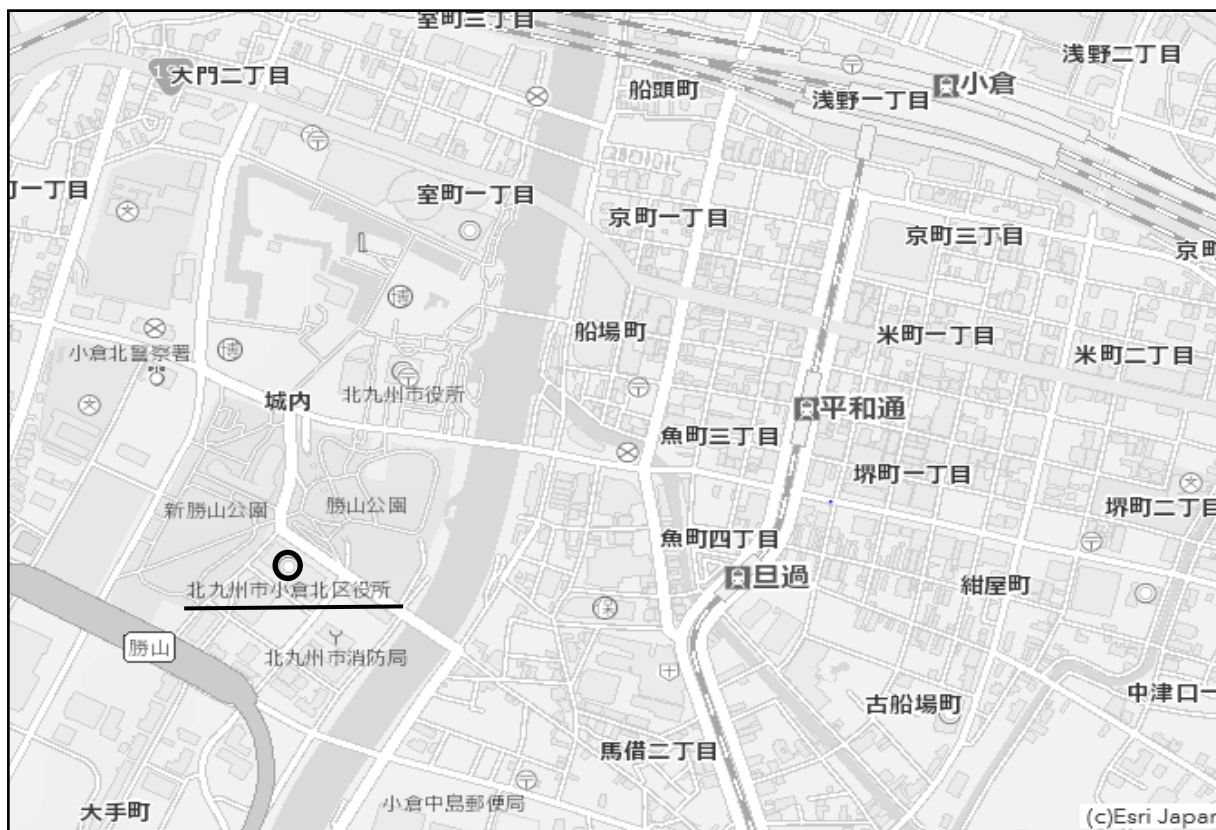 室町三丁目
大門二丁目
船頭町
小倉
浅野二丁目
浅野一丁目
町一丁目
室町一丁目
京町一丁目
京町三丁目
京町
博
船場町
米町一丁目
米町二丁目
小倉北警察署
博
北九州市役所
城内
平和通
魚町三丁目
堺町一丁目
堺町二丁目
新勝山公園
勝山公園
魚町四丁目
北九州市小倉北区役所
旦過
紺屋町
勝山
北九州市消防局
古船場町
中津口一
馬借二丁目
大手町
小倉中島郵便局
(c)Esri Japan